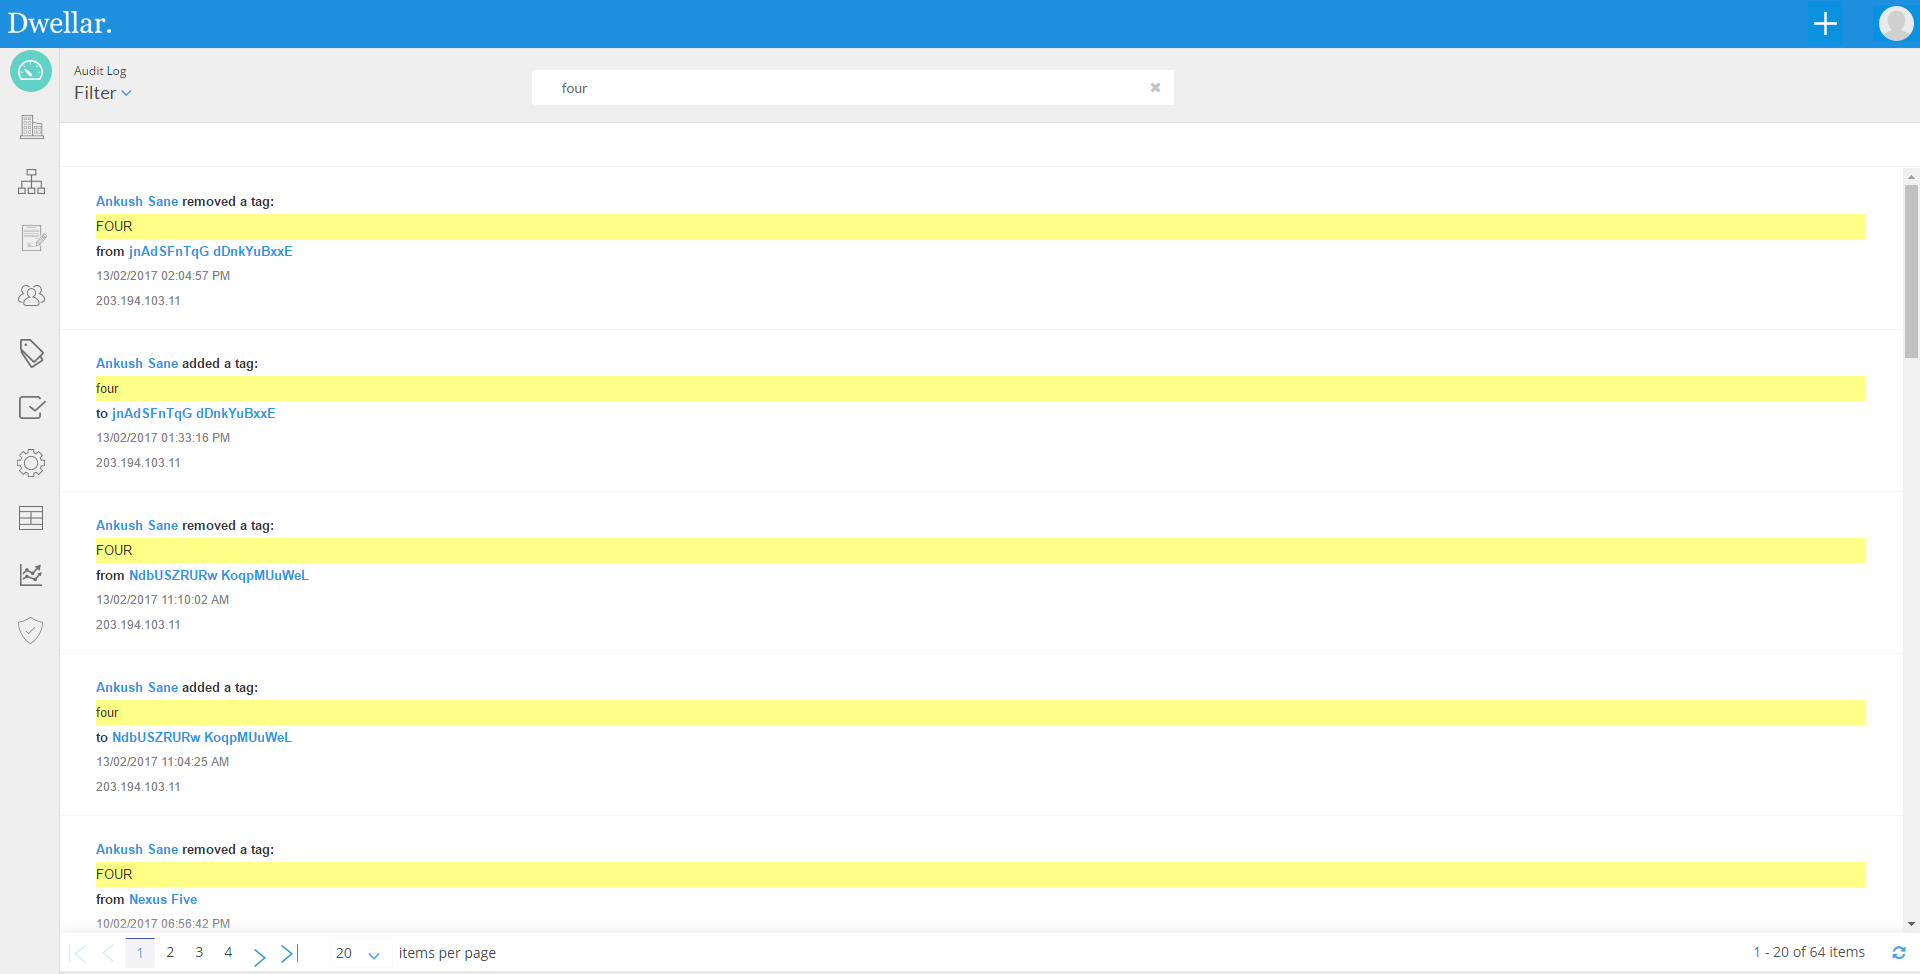 Dwellar.
Audit Log
Filter
four
Ankush Sane removed a tag:
FOUR
from jnAdSFnTqG dDnkYuBxxE
13/02/2017 02:04:57 PM
203.194.103.11
Ankush Sane added a tag:
four
to jnAdSFnTqG dDnkYuBxxE
13/02/2017 01:33:16 PM
203.194.103.11
Ankush Sane removed a tag:
FOUR
from NdbUSZRURw KoqpMUuWeL
13/02/2017 11:10:02 AM
203.194.103.11
Ankush Sane added a tag:
four
to NdbUSZRURw KoqpMUuWeL
13/02/2017 11:04:25 AM
203.194.103.11
Ankush Sane removed a tag:
FOUR
from Nexus Five
10/02/2017 06:56:42 PM
1 2 3 4 20 items per page 1 - 20 of 64 items